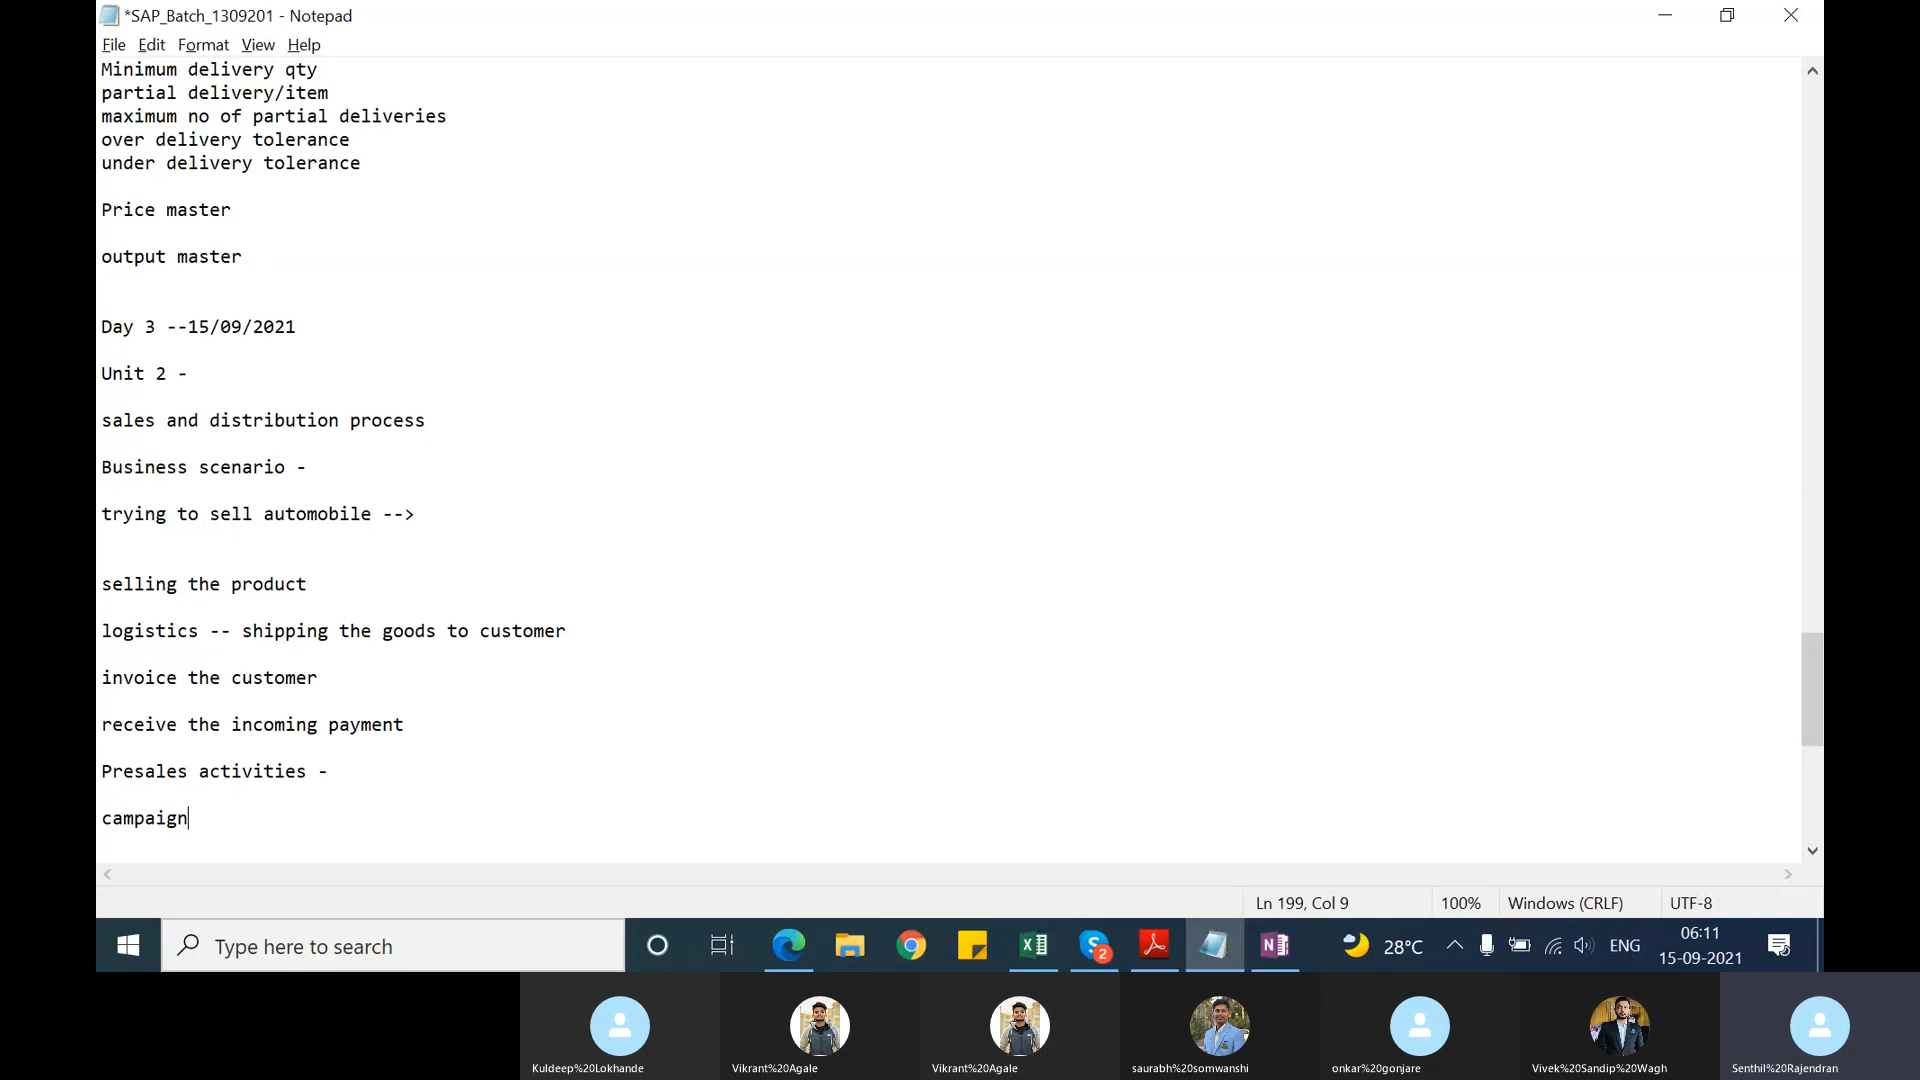 *SAP_Batch_1309201 - Notepad
File Edit Format View Help
Minimum delivery qty
partial delivery/item
maximum no of partial deliveries
over delivery tolerance
under delivery tolerance
Price master
output master
Day 3 --15/09/2021
Unit 2 -
sales and distribution process
Business scenario -
trying to sell automobile -->
selling the product
logistics -- shipping the goods to customer
invoice the customer
receive the incoming payment
Presales activities -
campaign
Ln 199, Col 9 100% Windows (CRLF) UTF-8
Type here to search
2
28°C
ENG
06:11
15-09-2021
Kuldeep%20Lokhande Vikrant%20Agale Vikrant%20Agale saurabh%20somwanshi onkar%20gonjare Vivek%20Sandip%20Wagh Senthil%20Rajendran